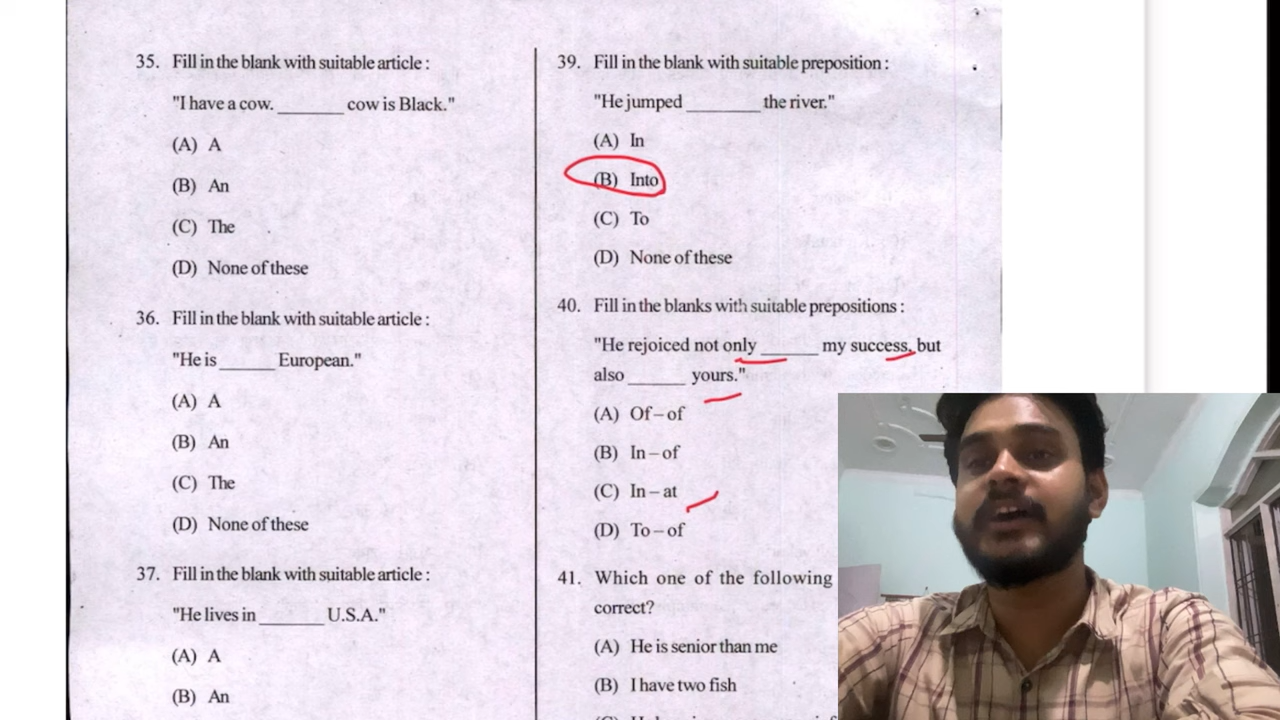 35. Fill in the blank with suitable article :
"I have a cow. ______ cow is Black."
(A) A
(B) An
(C) The
(D) None of these
36. Fill in the blank with suitable article :
"He is _____ European."
(A) A
(B) An
(C) The
(D) None of these
37. Fill in the blank with suitable article :
"He lives in ______ U.S.A."
(A) A
(B) An
39. Fill in the blank with suitable preposition :
"He jumped _______ the river."
(A) In
(B) Into
(C) To
(D) None of these
40. Fill in the blanks with suitable prepositions :
"He rejoiced not only _____ my success, but
also _____ yours."
(A) Of – of
(B) In – of
(C) In – at
(D) To – of
41. Which one of the following
correct?
(A) He is senior than me
(B) I have two fish